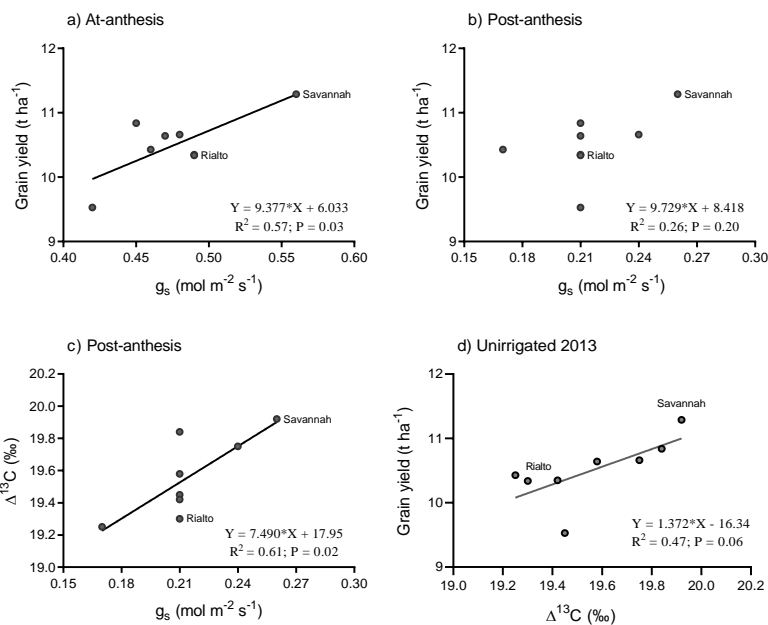 a) At-anthesis
12
11
10
9
Grain yield (t ha⁻¹)
Savannah
Rialto
Y = 9.377*X + 6.033
R² = 0.57; P = 0.03
0.40 0.45 0.50 0.55 0.60
gₛ (mol m⁻² s⁻¹)
b) Post-anthesis
12
11
10
9
Grain yield (t ha⁻¹)
Savannah
Rialto
Y = 9.729*X + 8.418
R² = 0.26; P = 0.20
0.15 0.18 0.21 0.24 0.27 0.30
gₛ (mol m⁻² s⁻¹)
c) Post-anthesis
20.2
20.0
19.8
19.6
19.4
19.2
19.0
Δ¹³C (‰)
Savannah
Rialto
Y = 7.490*X + 17.95
R² = 0.61; P = 0.02
0.15 0.18 0.21 0.24 0.27 0.30
gₛ (mol m⁻² s⁻¹)
d) Unirrigated 2013
12
11
10
9
Grain yield (t ha⁻¹)
Savannah
Rialto
Y = 1.372*X - 16.34
R² = 0.47; P = 0.06
19.0 19.2 19.4 19.6 19.8 20.0 20.2
Δ¹³C (‰)